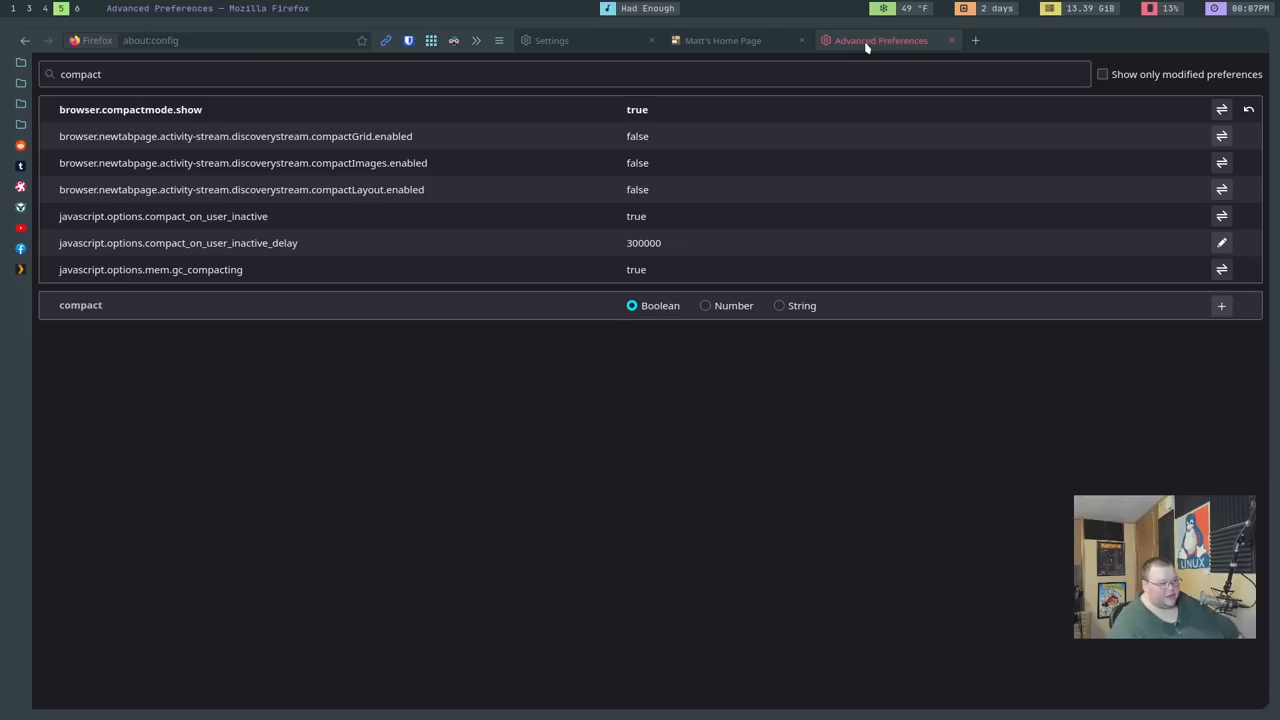 1 3 4 5 6 Advanced Preferences — Mozilla Firefox Had Enough 49 °F 2 days 13.39 GiB 13% 08:07PM
Firefox about:config Settings Matt's Home Page Advanced Preferences
compact Show only modified preferences
browser.compactmode.show true
browser.newtabpage.activity-stream.discoverystream.compactGrid.enabled false
browser.newtabpage.activity-stream.discoverystream.compactImages.enabled false
browser.newtabpage.activity-stream.discoverystream.compactLayout.enabled false
javascript.options.compact_on_user_inactive true
javascript.options.compact_on_user_inactive_delay 300000
javascript.options.mem.gc_compacting true
compact Boolean Number String
LINUX